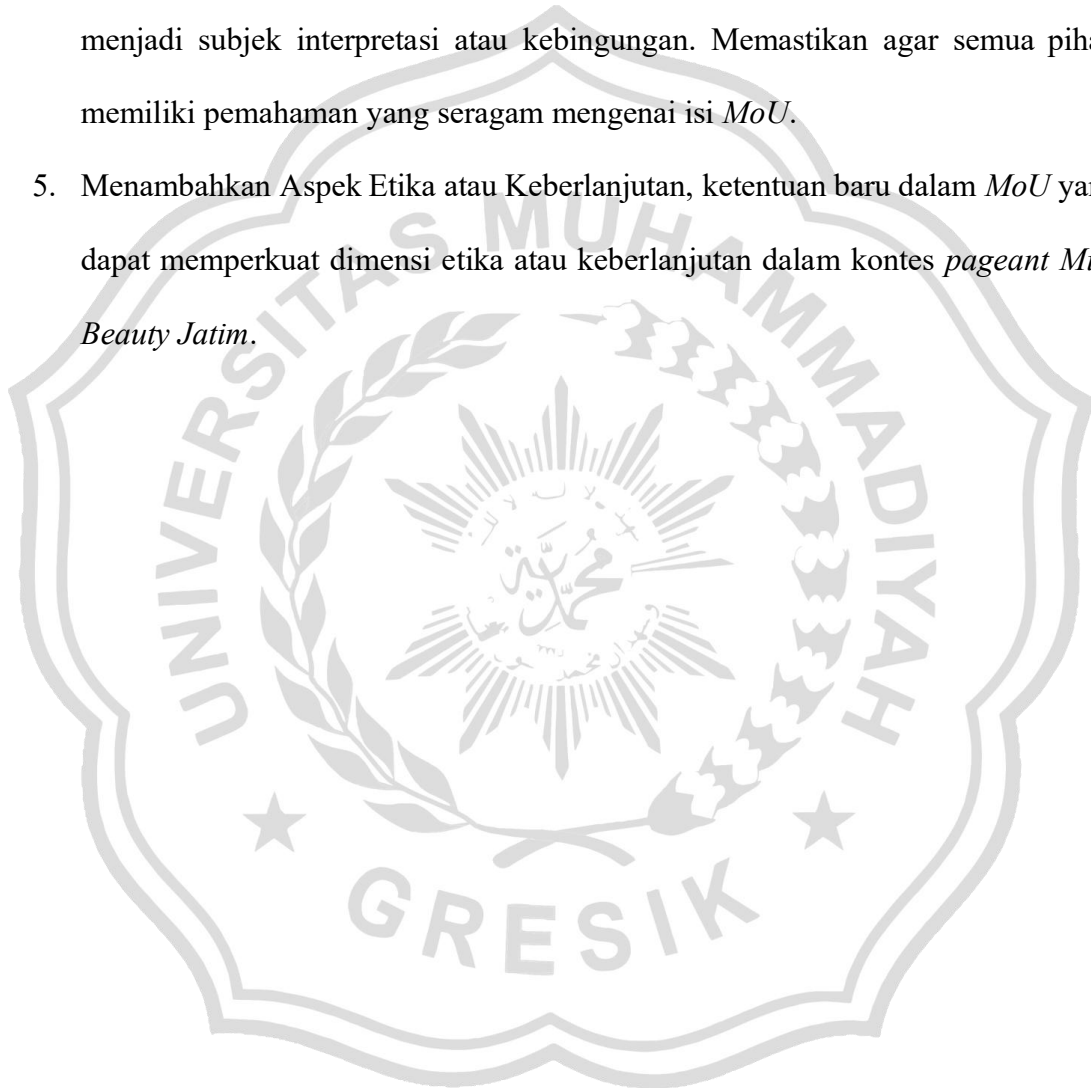 menjadi subjek interpretasi atau kebingungan. Memastikan agar semua piha
memiliki pemahaman yang seragam mengenai isi MoU.
5. Menambahkan Aspek Etika atau Keberlanjutan, ketentuan baru dalam MoU yan
dapat memperkuat dimensi etika atau keberlanjutan dalam kontes pageant Mi
Beauty Jatim.
UNIVERSITAS MUHAMMADIYAH
GRESIK